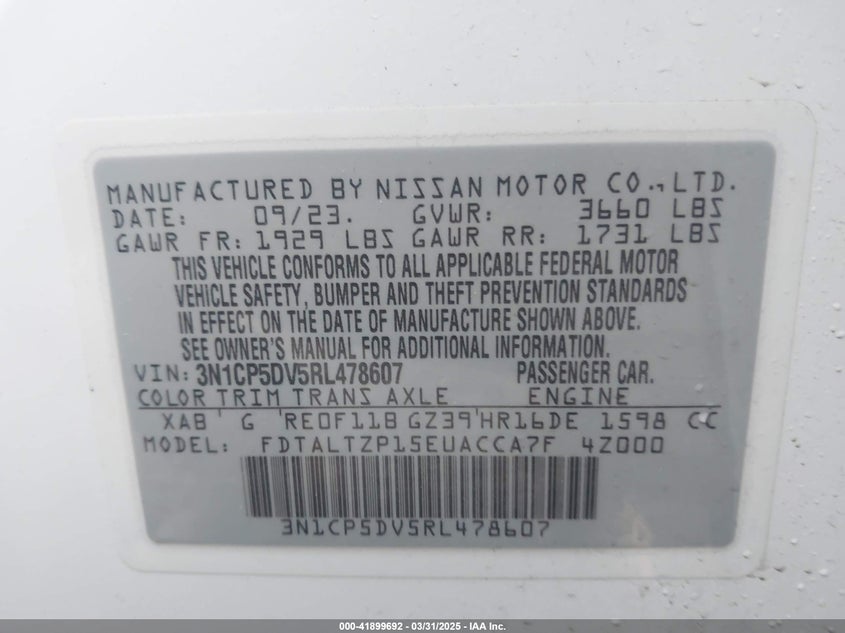 MANUFACTURED BY NISSAN MOTOR CO.,LTD.
DATE: 09/23. GVWR: 3660 LBS
GAWR FR: 1929 LBS GAWR RR: 1731 LBS
THIS VEHICLE CONFORMS TO ALL APPLICABLE FEDERAL MOTOR
VEHICLE SAFETY, BUMPER AND THEFT PREVENTION STANDARDS
IN EFFECT ON THE DATE OF MANUFACTURE SHOWN ABOVE.
SEE OWNER'S MANUAL FOR ADDITIONAL INFORMATION.
VIN: 3N1CP5DV5RL478607 PASSENGER CAR.
COLOR TRIM TRANS AXLE ENGINE
XAB G RE0F11B GZ39 HR16DE 1598 CC
MODEL: FDTALTZP15EUACCA7F 4Z000
3N1CP5DV5RL478607
000-41899692 - 03/31/2025 - IAA Inc.